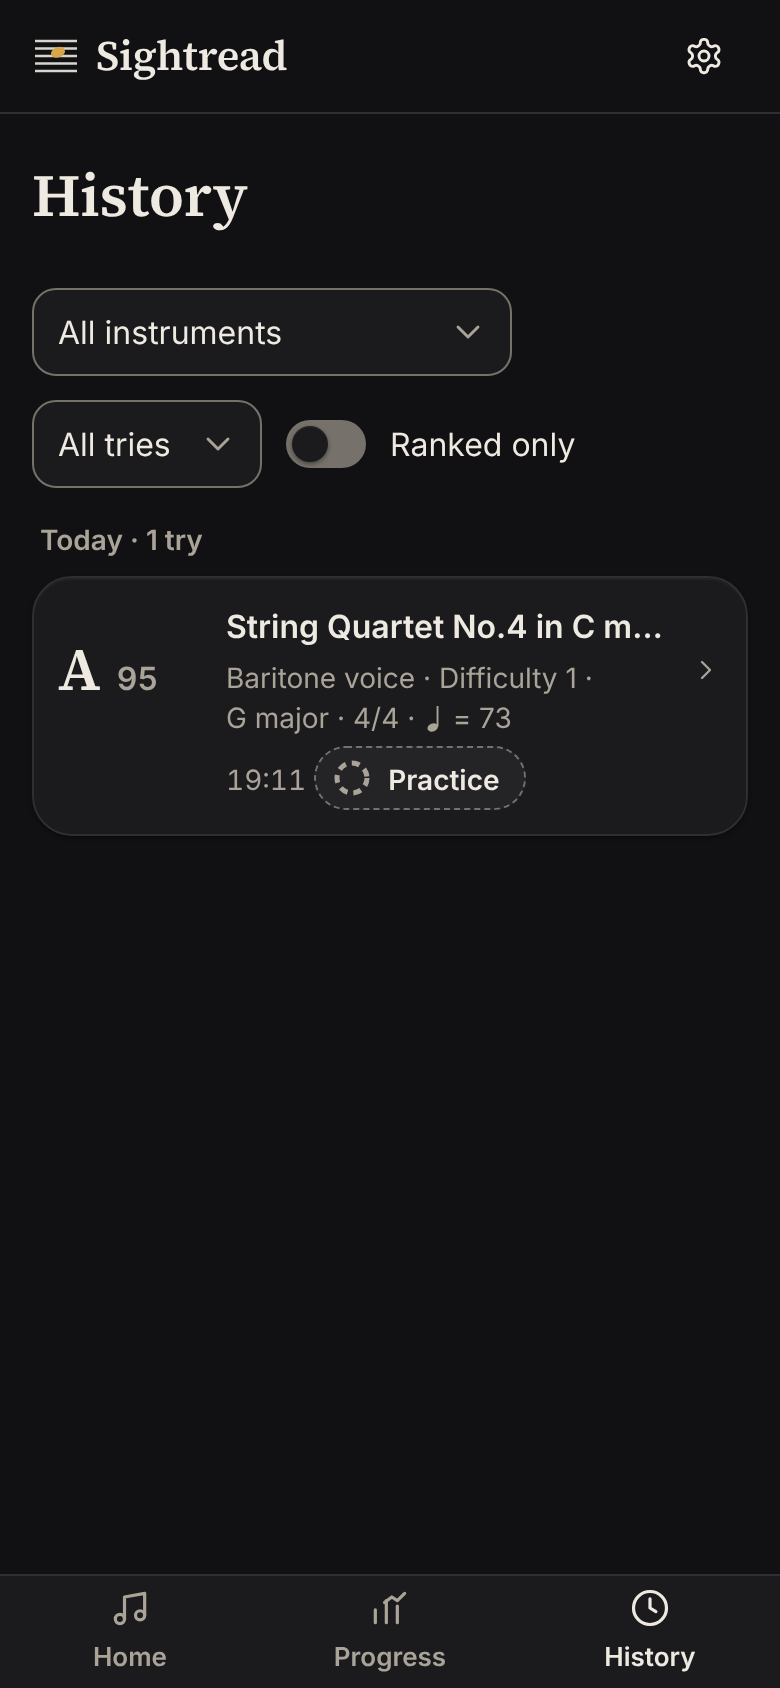 Sightread
History
All instruments
All tries
Ranked only
Today · 1 try
A 95
String Quartet No.4 in C m...
Baritone voice · Difficulty 1 ·
G major · 4/4 · ♩ = 73
19:11 Practice
Home
Progress
History